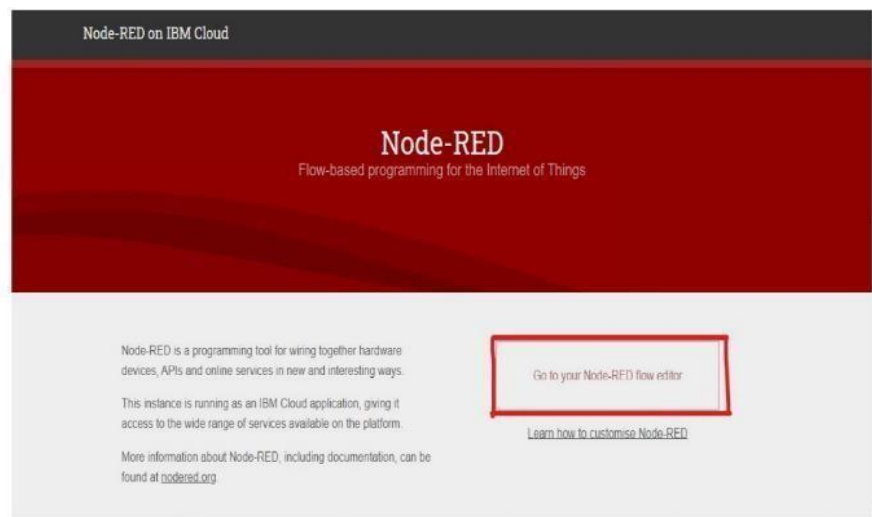 Node-RED on IBM Cloud
Node-RED
Flow-based programming for the Internet of Things
Node-RED is a programming tool for wiring together hardware
devices, APIs and online services in new and interesting ways.
This instance is running as an IBM Cloud application, giving it
access to the wide range of services available on the platform.
More information about Node-RED, including documentation, can be
found at nodered.org.
Go to your Node-RED flow editor
Learn how to customise Node-RED